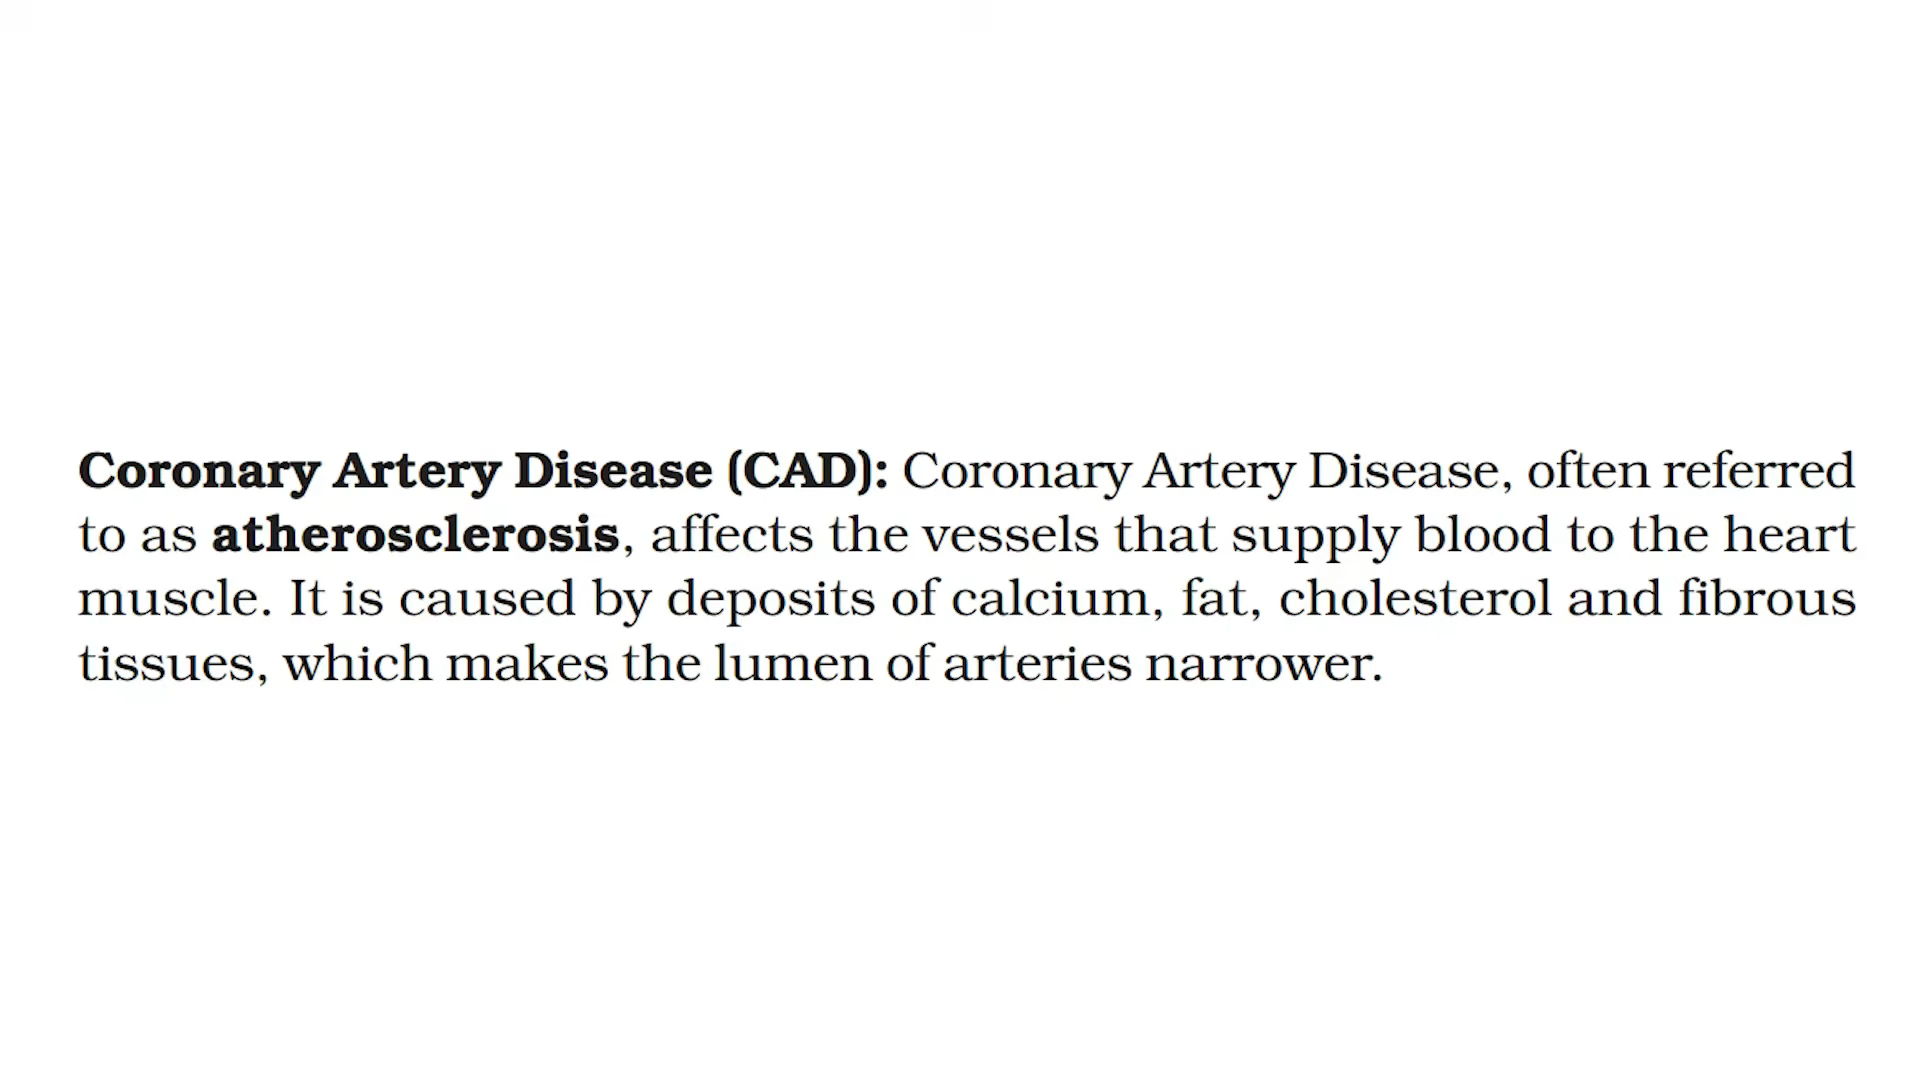 Coronary Artery Disease (CAD): Coronary Artery Disease, often referred
to as atherosclerosis, affects the vessels that supply blood to the heart
muscle. It is caused by deposits of calcium, fat, cholesterol and fibrous
tissues, which makes the lumen of arteries narrower.